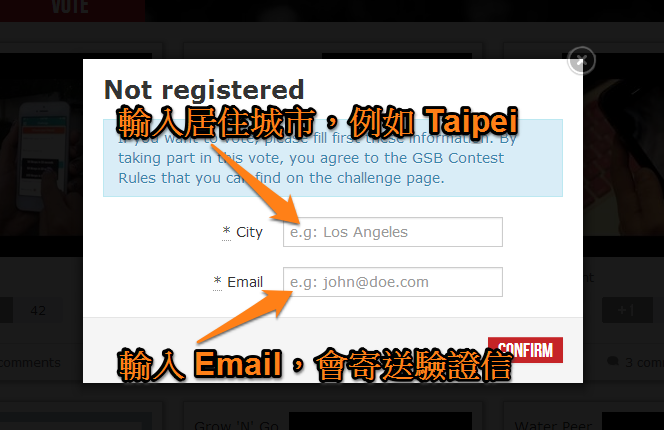 VOTE
Not registered
輸入居住城市，例如 Taipei
If you want to vote, please fill first these information. By
taking part in this vote, you agree to the GSB Contest
Rules that you can find on the challenge page.
* City
e.g: Los Angeles
* Email
e.g: john@doe.com
42
+1
CONFIRM
輸入 Email，會寄送驗證信
comments
3 com
Grow 'N' Go
Water Peer